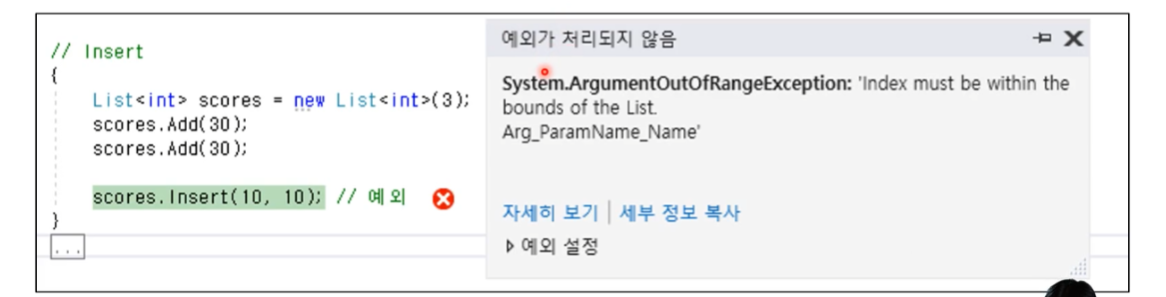 // Insert
{
List<int> scores = new List<int>(3);
scores.Add(30);
scores.Add(30);
scores.Insert(10, 10); // 예외
}
...
예외가 처리되지 않음
System.ArgumentOutOfRangeException: 'Index must be within the
bounds of the List.
Arg_ParamName_Name'
자세히 보기 | 세부 정보 복사
예외 설정